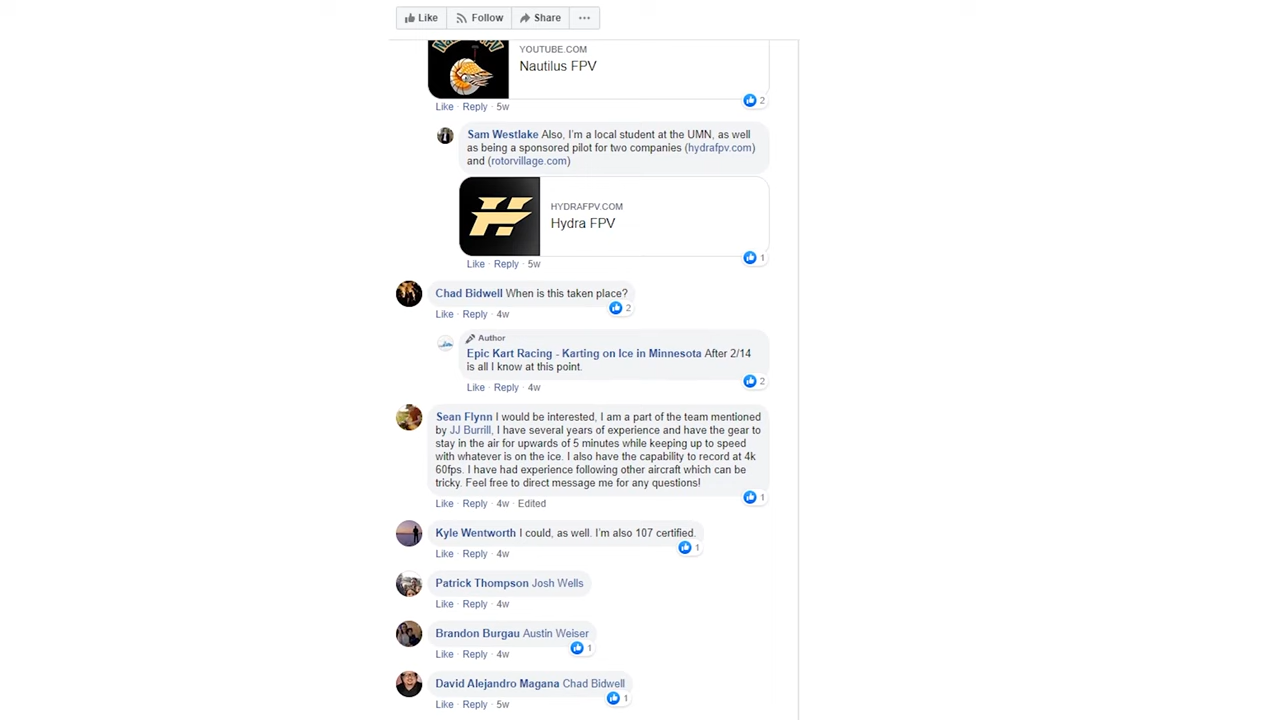 Like Follow Share ...
YOUTUBE.COM
Nautilus FPV
Like · Reply · 5w
2
Sam Westlake Also, I'm a local student at the UMN, as well
as being a sponsored pilot for two companies (hydrafpv.com)
and (rotorvillage.com)
HYDRAFPV.COM
Hydra FPV
Like · Reply · 5w
1
Chad Bidwell When is this taken place?
2
Like · Reply · 4w
Author
Epic Kart Racing - Karting on Ice in Minnesota After 2/14
is all I know at this point.
2
Like · Reply · 4w
Sean Flynn I would be interested, I am a part of the team mentioned
by JJ Burrill, I have several years of experience and have the gear to
stay in the air for upwards of 5 minutes while keeping up to speed
with whatever is on the ice. I also have the capability to record at 4k
60fps. I have had experience following other aircraft which can be
tricky. Feel free to direct message me for any questions!
1
Like · Reply · 4w · Edited
Kyle Wentworth I could, as well. I'm also 107 certified.
1
Like · Reply · 4w
Patrick Thompson Josh Wells
Like · Reply · 4w
Brandon Burgau Austin Weiser
1
Like · Reply · 4w
David Alejandro Magana Chad Bidwell
1
Like · Reply · 5w